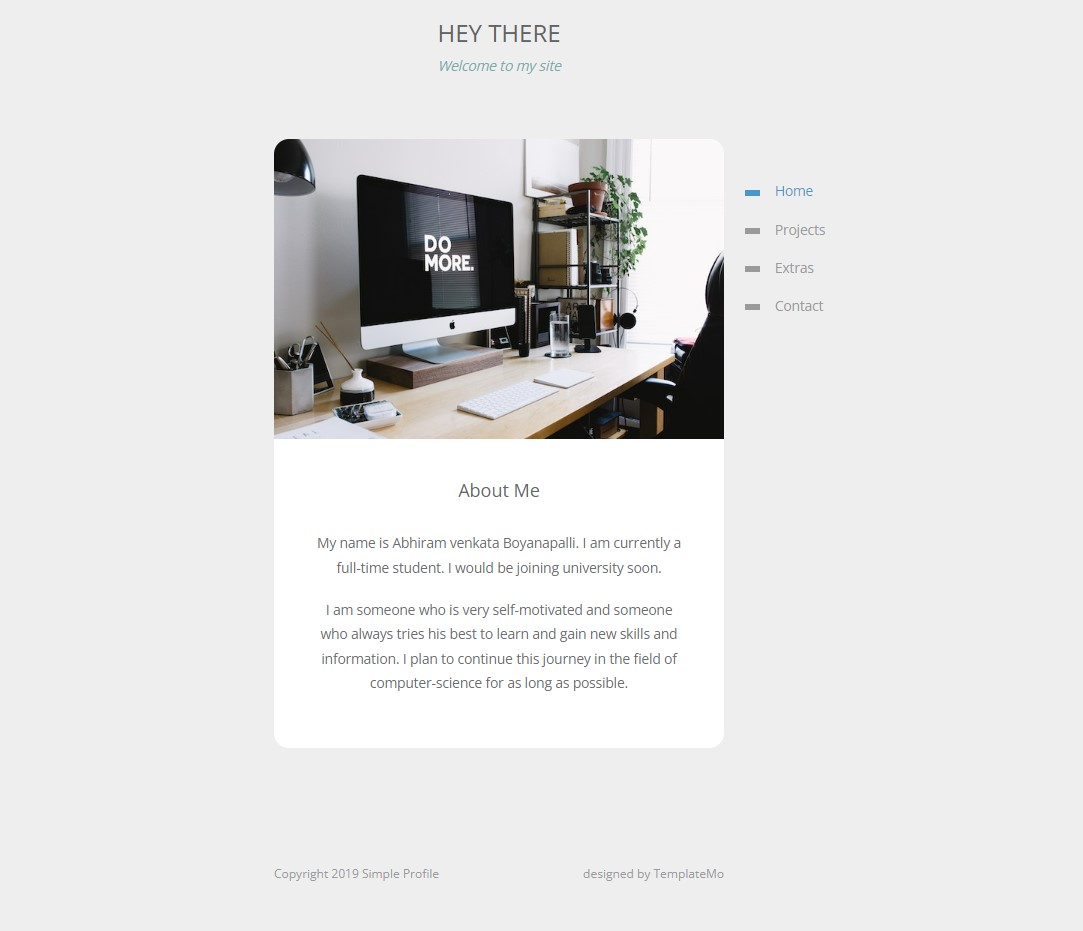 HEY THERE
Welcome to my site
DO
MORE.
Home
Projects
Extras
Contact
About Me
My name is Abhiram venkata Boyanapalli. I am currently a
full-time student. I would be joining university soon.
I am someone who is very self-motivated and someone
who always tries his best to learn and gain new skills and
information. I plan to continue this journey in the field of
computer-science for as long as possible.
Copyright 2019 Simple Profile
designed by TemplateMo